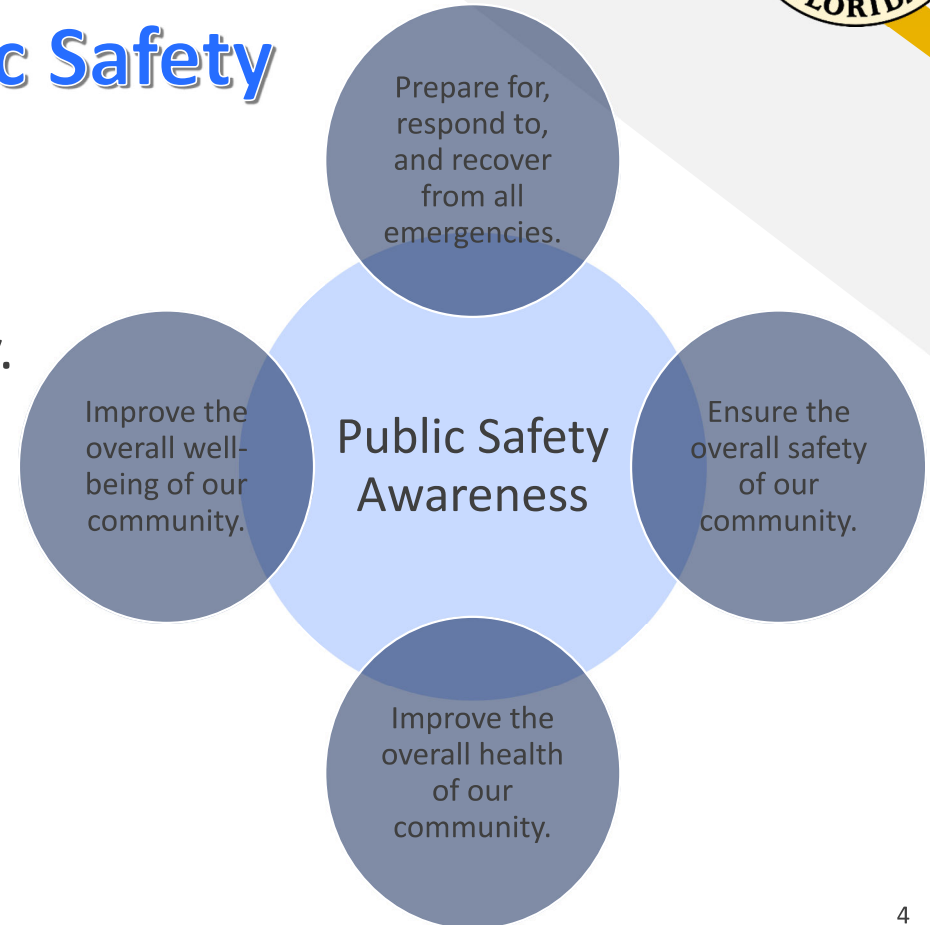 c Safety
Prepare for,
respond to,
and recover
from all
emergencies.
Improve the
overall well-
being of our
community.
Public Safety
Awareness
Ensure the
overall safety
of our
community.
Improve the
overall health
of our
community.
4